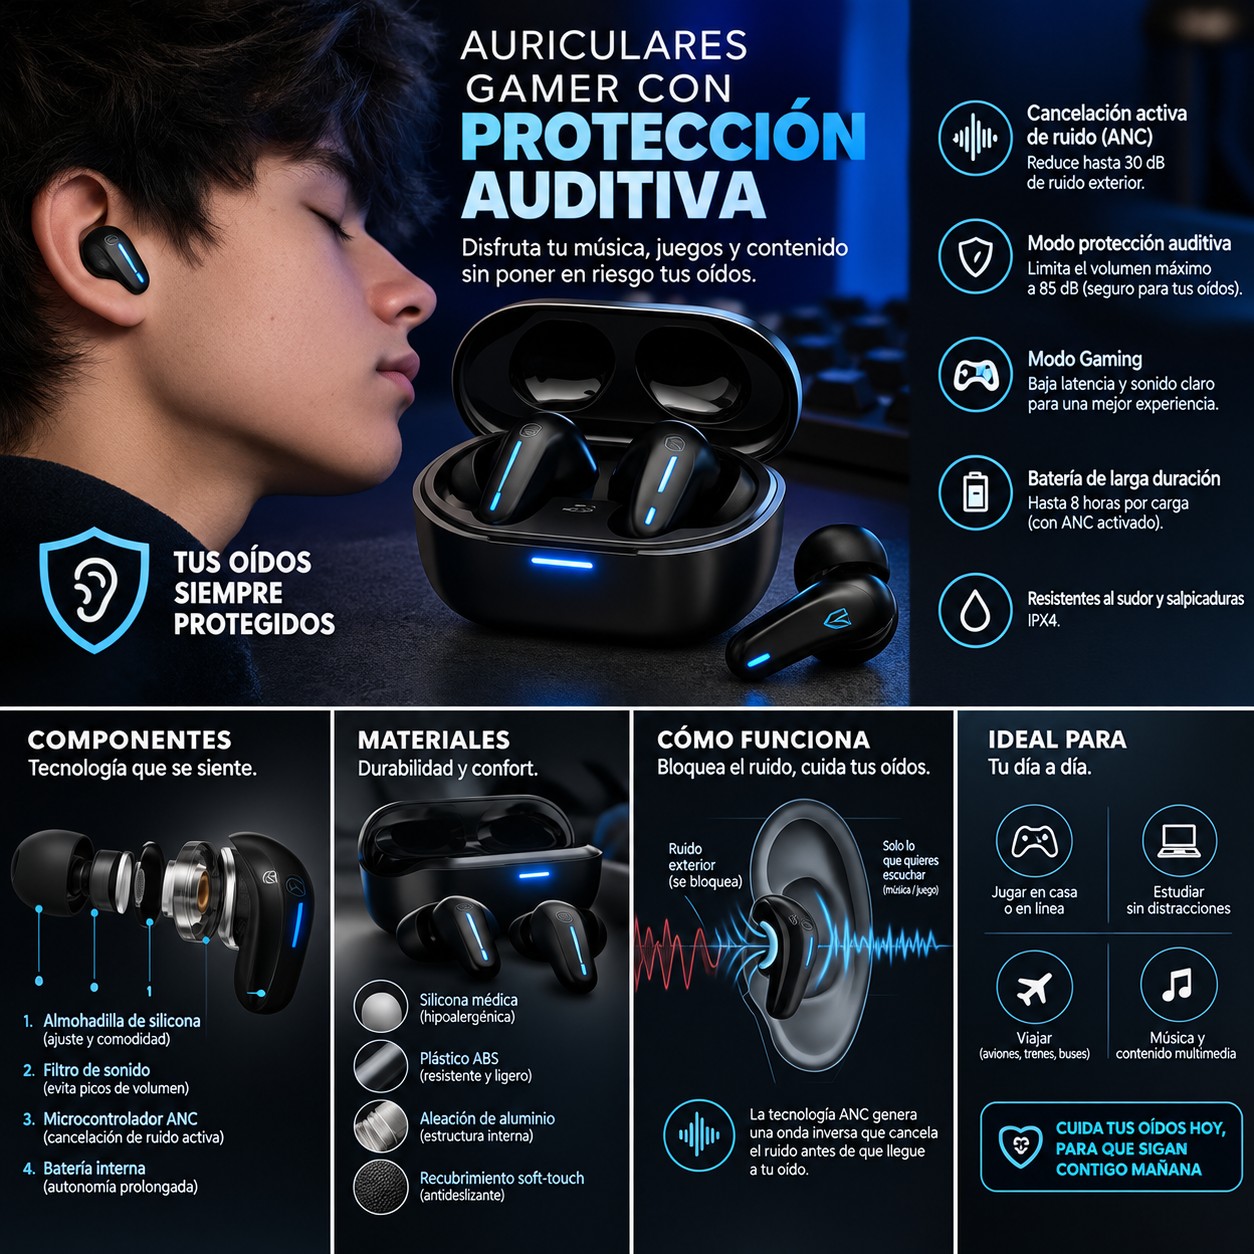 AURICULARES
GAMER CON
PROTECCIÓN
AUDITIVA
Disfruta tu música, juegos y contenido
sin poner en riesgo tus oídos.
TUS OÍDOS
SIEMPRE
PROTEGIDOS
Cancelación activa
de ruido (ANC)
Reduce hasta 30 dB
de ruido exterior.
Modo protección auditiva
Limita el volumen máximo
a 85 dB (seguro para tus oídos).
Modo Gaming
Baja latencia y sonido claro
para una mejor experiencia.
Batería de larga duración
Hasta 8 horas por carga
(con ANC activado).
Resistentes al sudor y salpicaduras
IPX4.
COMPONENTES
Tecnología que se siente.
1
1. Almohadilla de silicona
(ajuste y comodidad)
2. Filtro de sonido
(evita picos de volumen)
3. Microcontrolador ANC
(cancelación de ruido activa)
4. Batería interna
(autonomía prolongada)
MATERIALES
Durabilidad y confort.
Silicona médica
(hipoalergénica)
Plástico ABS
(resistente y ligero)
Aleación de aluminio
(estructura interna)
Recubrimiento soft-touch
(antideslizante)
CÓMO FUNCIONA
Bloquea el ruido, cuida tus oídos.
Ruido
exterior
(se bloquea)
Solo lo
que quieres
escuchar
(música / juego)
La tecnología ANC genera
una onda inversa que cancela
el ruido antes de que llegue
a tu oído.
IDEAL PARA
Tu día a día.
Jugar en casa
o en línea
Estudiar
sin distracciones
Viajar
(aviones, trenes, buses)
Música y
contenido multimedia
CUIDA TUS OÍDOS HOY,
PARA QUE SIGAN
CONTIGO MAÑANA